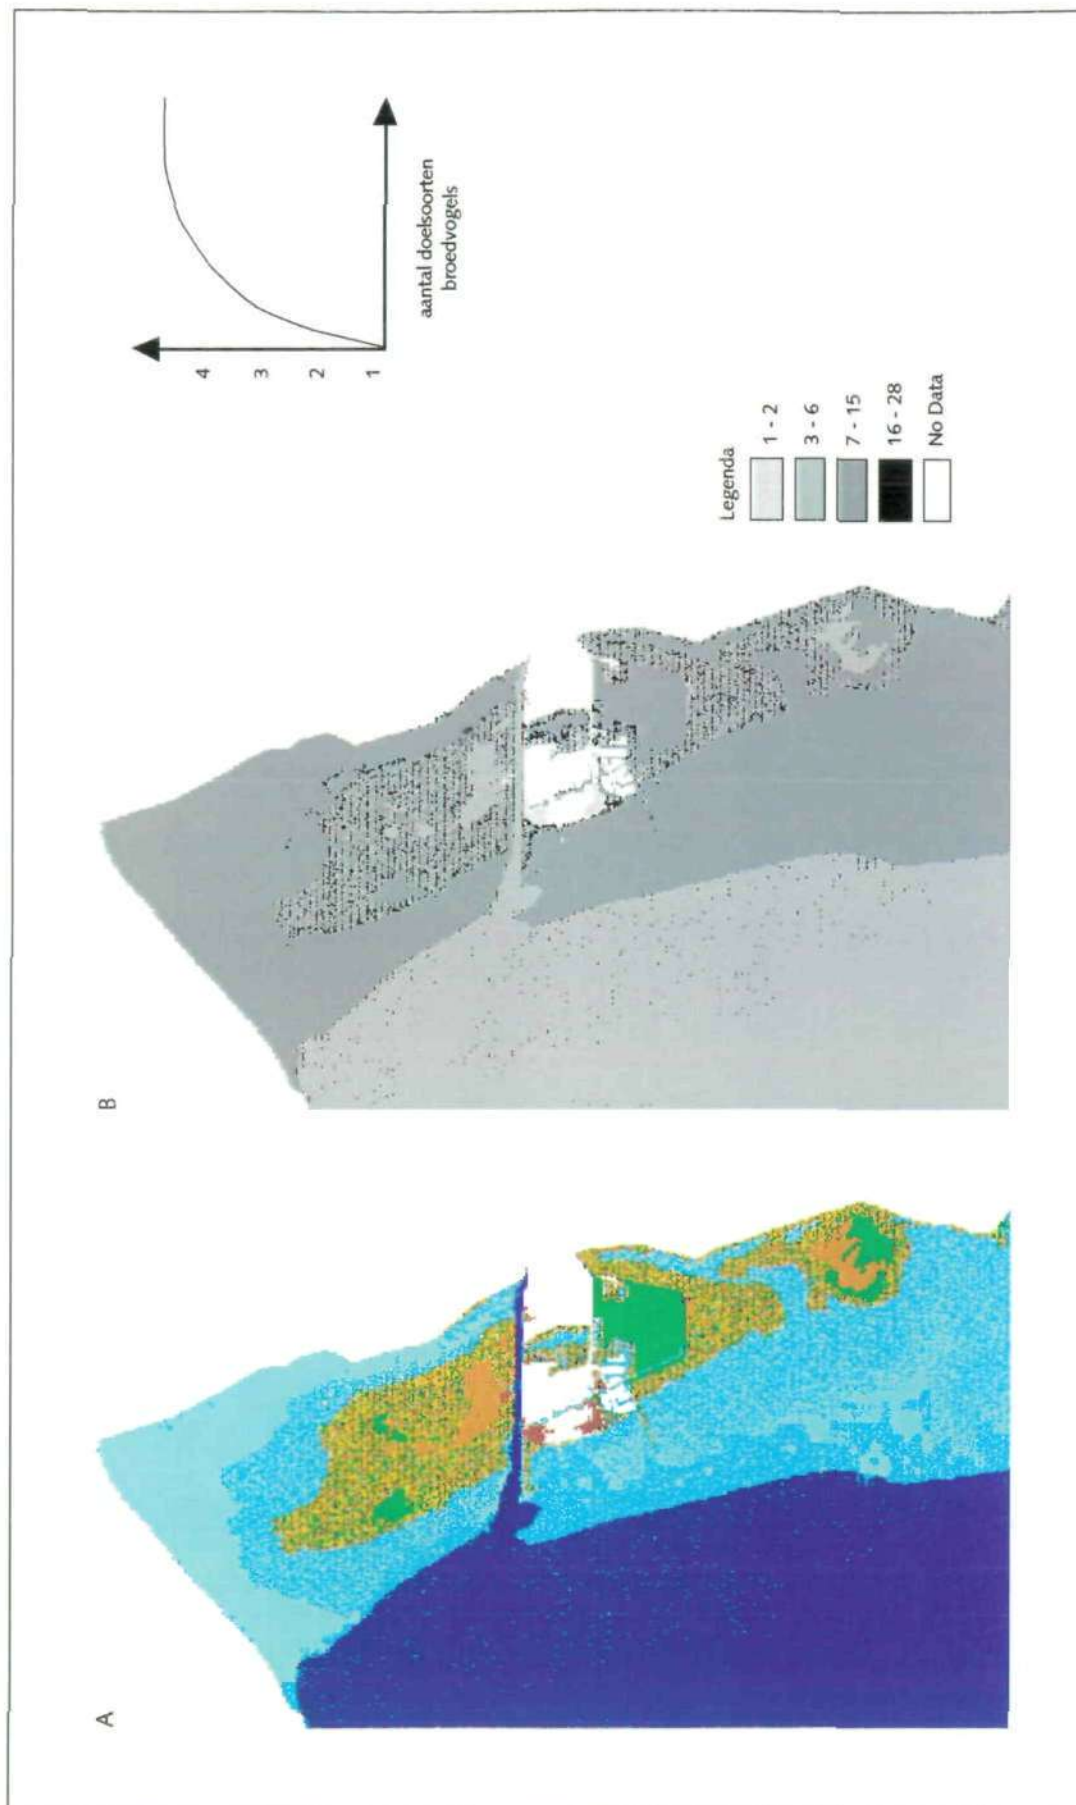 A
B
4
3
2
1
aantal doelsoorten
broedvogels
Legenda
1 - 2
3 - 6
7 - 15
16 - 28
No Data